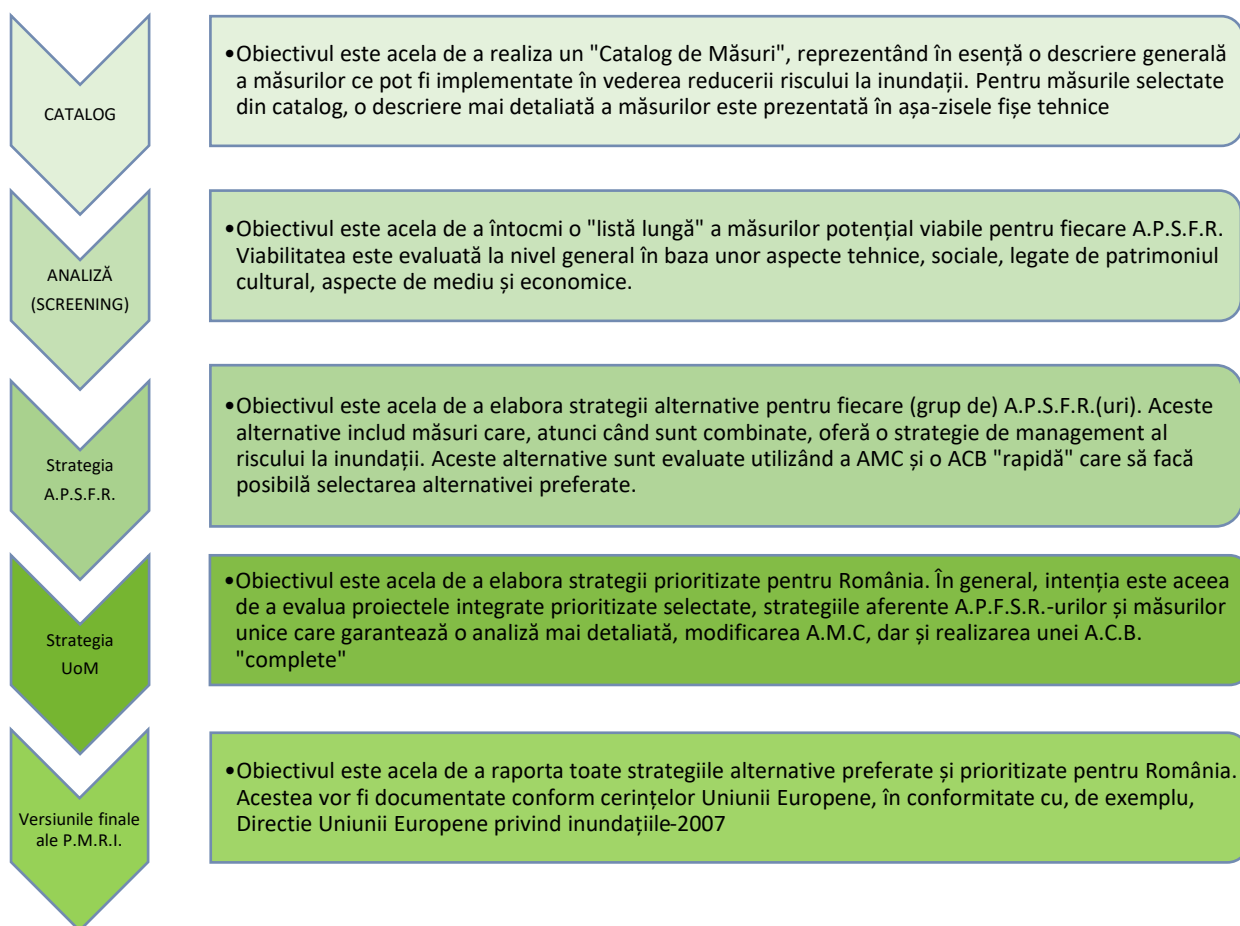 CATALOG
•Obiectivul este acela de a realiza un "Catalog de Măsuri", reprezentând în esență o descriere generală
a măsurilor ce pot fi implementate în vederea reducerii riscului la inundații. Pentru măsurile selectate
din catalog, o descriere mai detaliată a măsurilor este prezentată în așa-zisele fișe tehnice
ANALIZĂ
(SCREENING)
•Obiectivul este acela de a întocmi o "listă lungă" a măsurilor potențial viabile pentru fiecare A.P.S.F.R.
Viabilitatea este evaluată la nivel general în baza unor aspecte tehnice, sociale, legate de patrimoniul
cultural, aspecte de mediu și economice.
Strategia
A.P.S.F.R.
•Obiectivul este acela de a elabora strategii alternative pentru fiecare (grup de) A.P.S.F.R.(uri). Aceste
alternative includ măsuri care, atunci când sunt combinate, oferă o strategie de management al
riscului la inundații. Aceste alternative sunt evaluate utilizând a AMC și o ACB "rapidă" care să facă
posibilă selectarea alternativei preferate.
Strategia
UoM
•Obiectivul este acela de a elabora strategii prioritizate pentru România. În general, intenția este aceea
de a evalua proiectele integrate prioritizate selectate, strategiile aferente A.P.F.S.R.-urilor și măsurilor
unice care garantează o analiză mai detaliată, modificarea A.M.C, dar și realizarea unei A.C.B.
"complete"
Versiunile finale
ale P.M.R.I.
•Obiectivul este acela de a raporta toate strategiile alternative preferate și prioritizate pentru România.
Acestea vor fi documentate conform cerințelor Uniunii Europene, în conformitate cu, de exemplu,
Directie Uniunii Europene privind inundațiile-2007